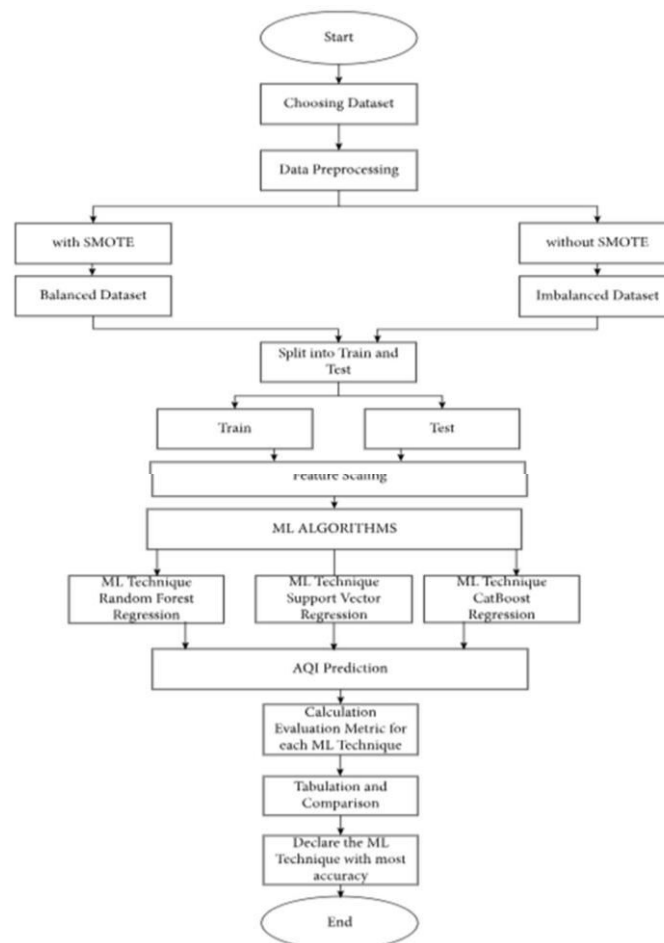 Start
Choosing Dataset
Data Preprocessing
with SMOTE
without SMOTE
Balanced Dataset
Imbalanced Dataset
Split into Train and
Test
Train
Test
Feature Scaling
ML ALGORITHMS
ML Technique
Random Forest
Regression
ML Technique
Support Vector
Regression
ML Technique
CatBoost
Regression
AQI Prediction
Calculation
Evaluation Metric for
each ML Technique
Tabulation and
Comparison
Declare the ML
Technique with most
accuracy
End